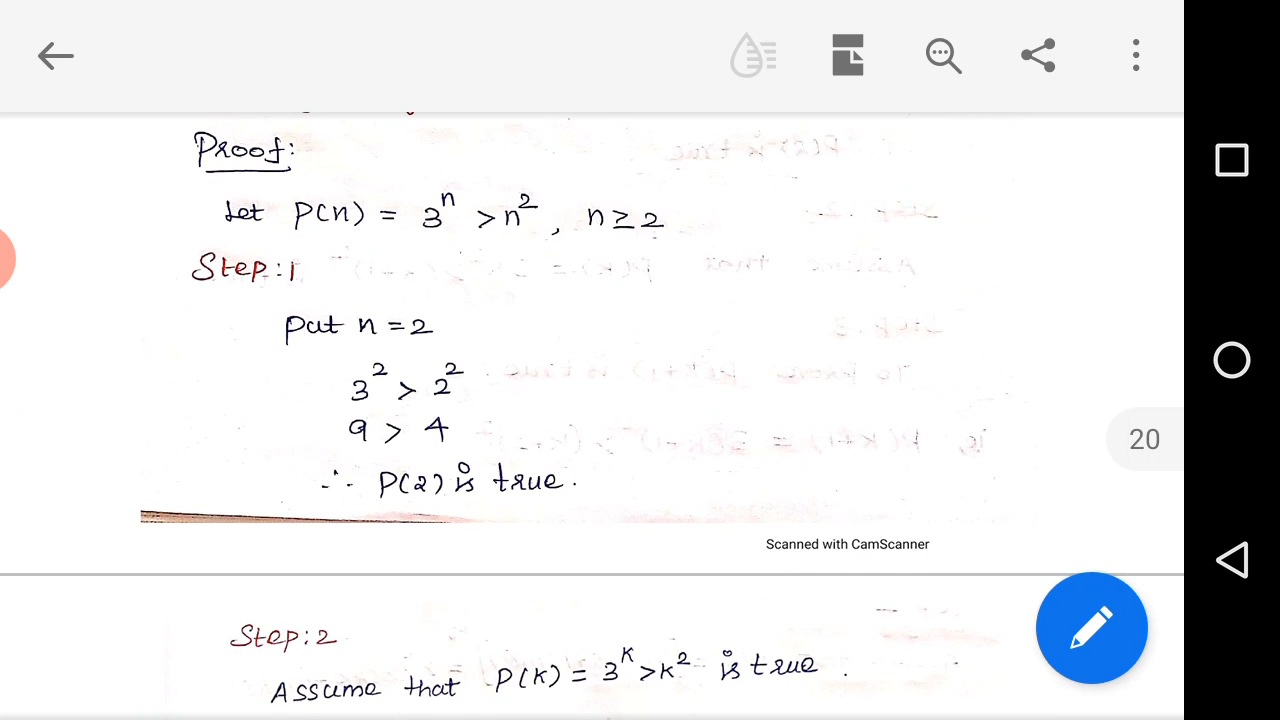 Proof:
Let P(n) = 3^n > n^2, n ≥ 2
Step:1
Put n = 2
3^2 > 2^2
9 > 4
∴ P(2) is true.
20
Scanned with CamScanner
Step:2
Assume that P(k) = 3^k > k^2 is true.